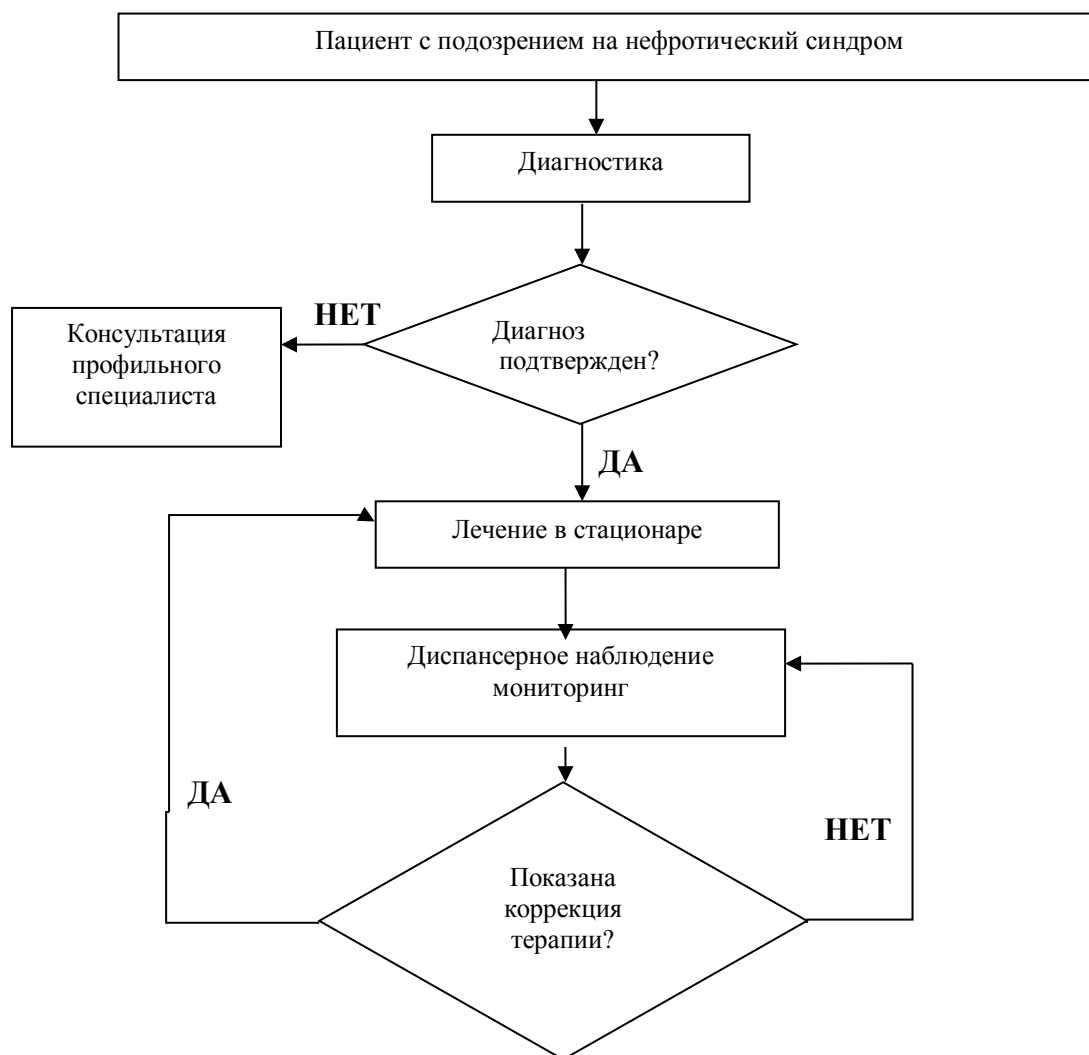 Пациент с подозрением на нефротический синдром
Диагностика
НЕТ
Диагноз
подтвержден?
Консультация
профильного
специалиста
ДА
Лечение в стационаре
Диспансерное наблюдение
мониторинг
ДА
НЕТ
Показана
коррекция
терапии?